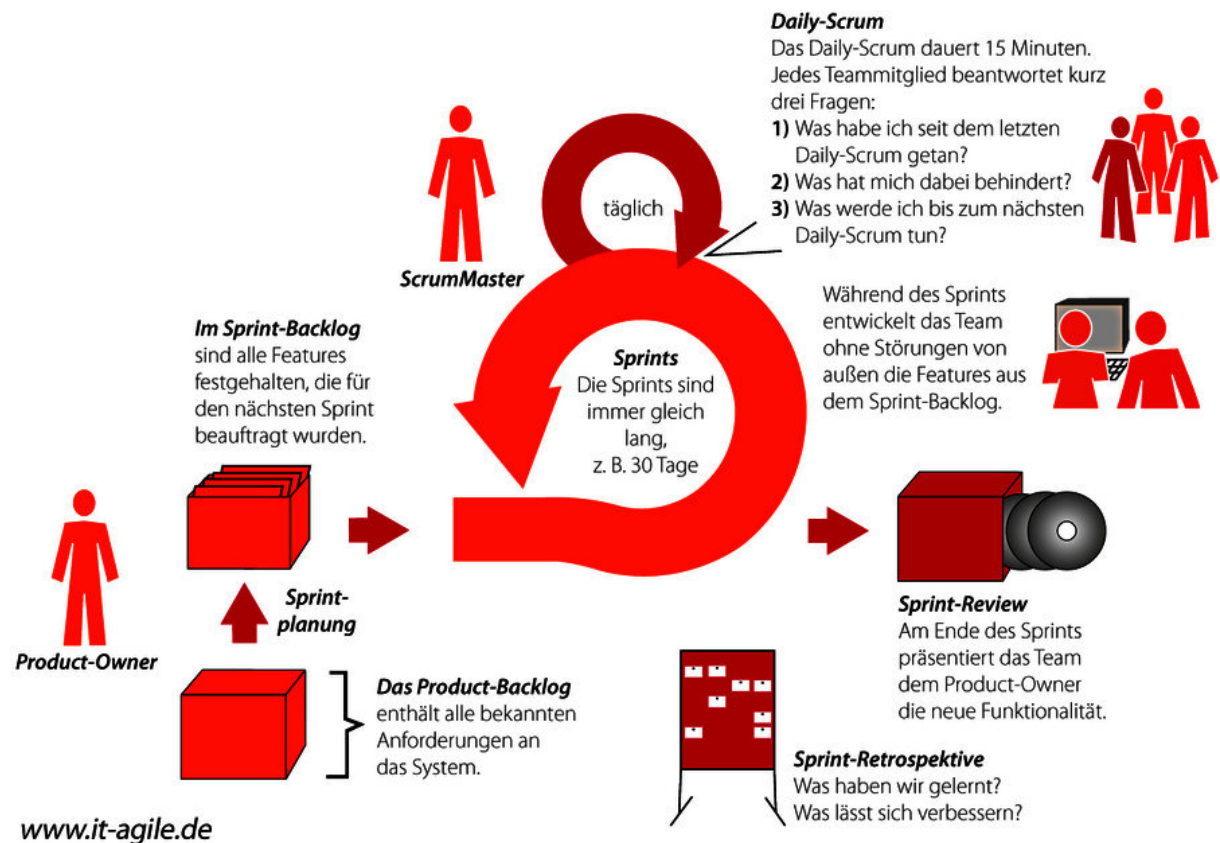 Daily-Scrum
Das Daily-Scrum dauert 15 Minuten.
Jedes Teammitglied beantwortet kurz
drei Fragen:
1) Was habe ich seit dem letzten
Daily-Scrum getan?
2) Was hat mich dabei behindert?
3) Was werde ich bis zum nächsten
Daily-Scrum tun?
täglich
ScrumMaster
Während des Sprints
entwickelt das Team
ohne Störungen von
außen die Features aus
dem Sprint-Backlog.
Im Sprint-Backlog
sind alle Features
festgehalten, die für
den nächsten Sprint
beauftragt wurden.
Sprints
Die Sprints sind
immer gleich
lang,
z. B. 30 Tage
Sprint-
planung
Product-Owner
Das Product-Backlog
enthält alle bekannten
Anforderungen an
das System.
Sprint-Review
Am Ende des Sprints
präsentiert das Team
dem Product-Owner
die neue Funktionalität.
Sprint-Retrospektive
Was haben wir gelernt?
Was lässt sich verbessern?
www.it-agile.de